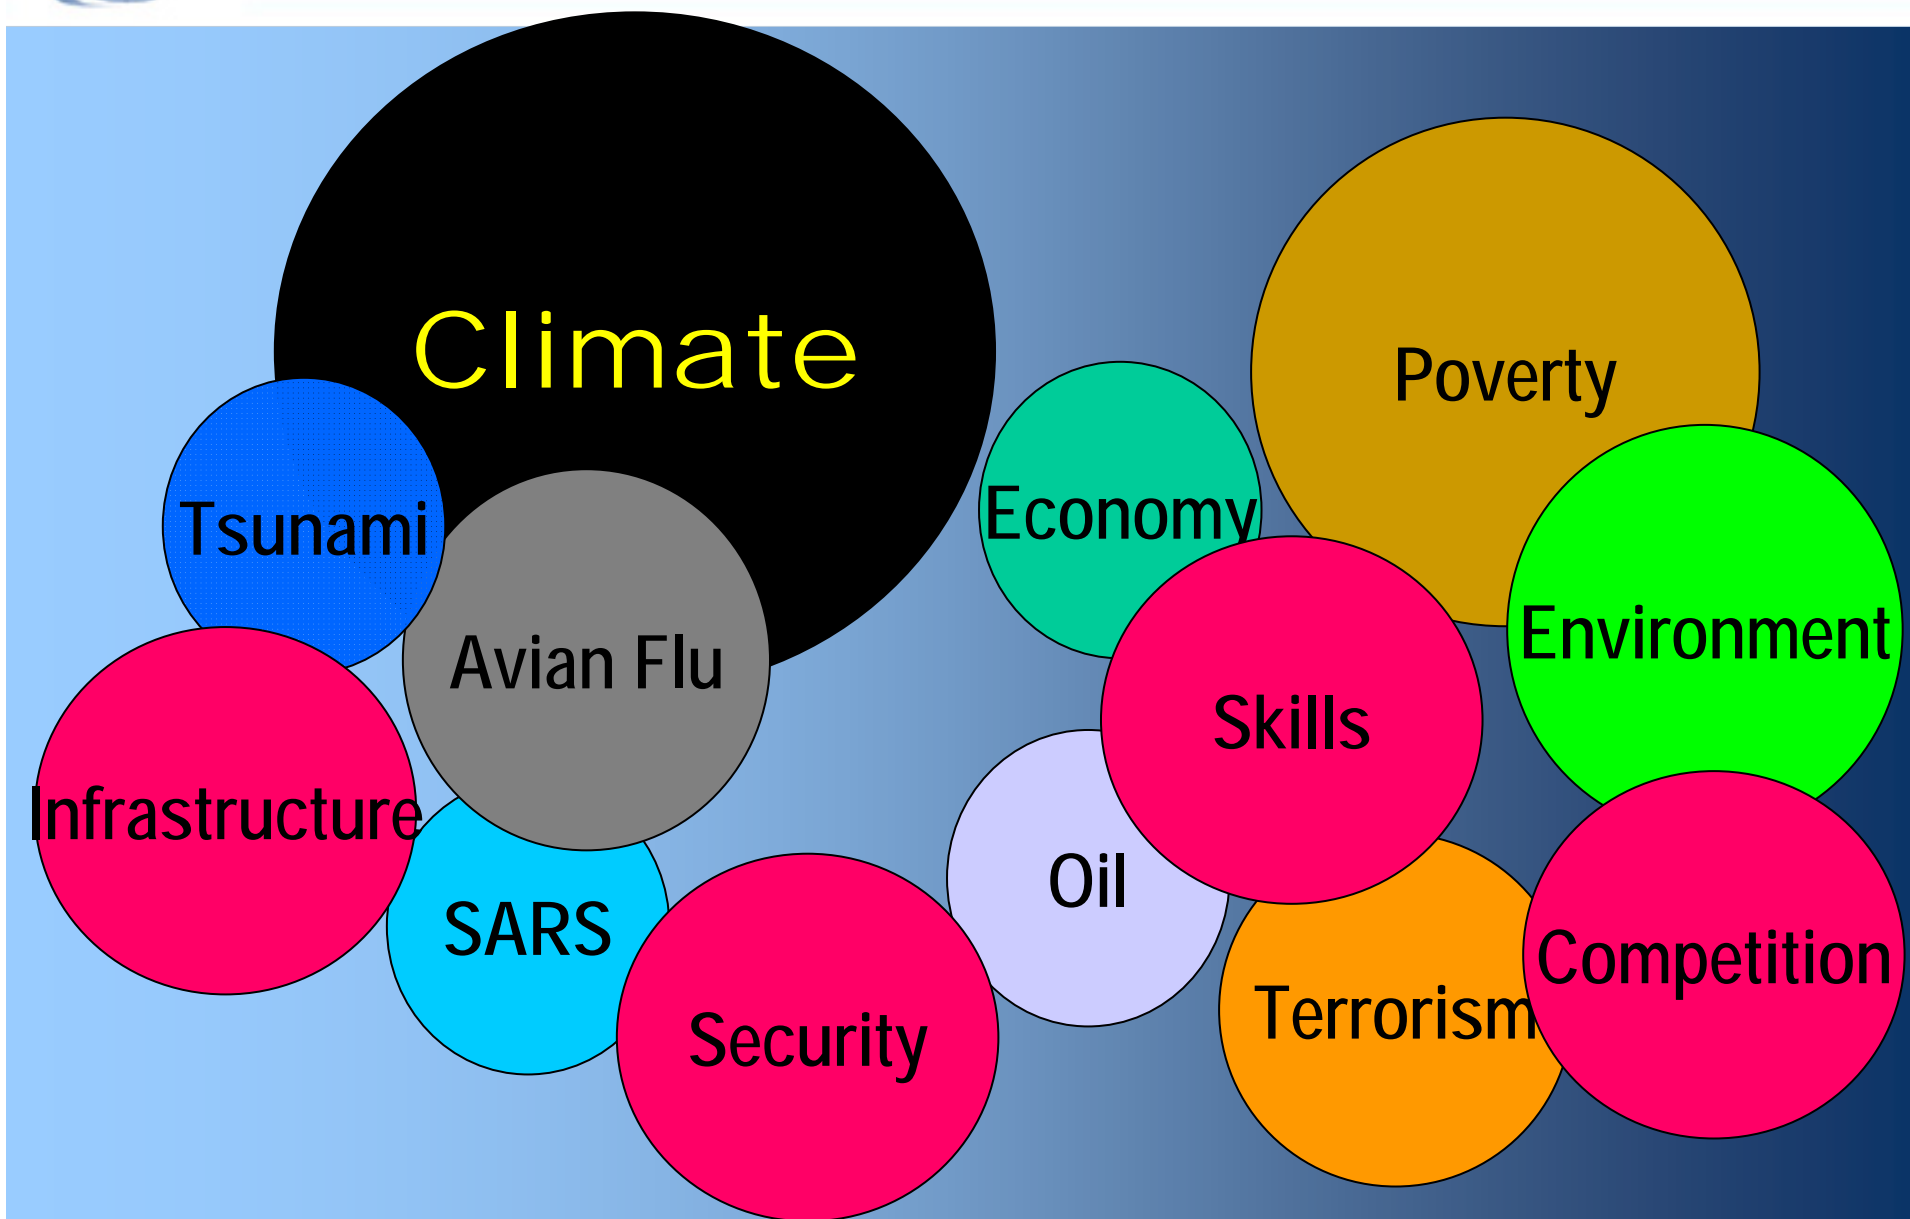 Climate
Poverty
Tsunami
Economy
Avian Flu
Environment
Skills
Infrastructure
Oil
SARS
Competition
Security
Terrorism